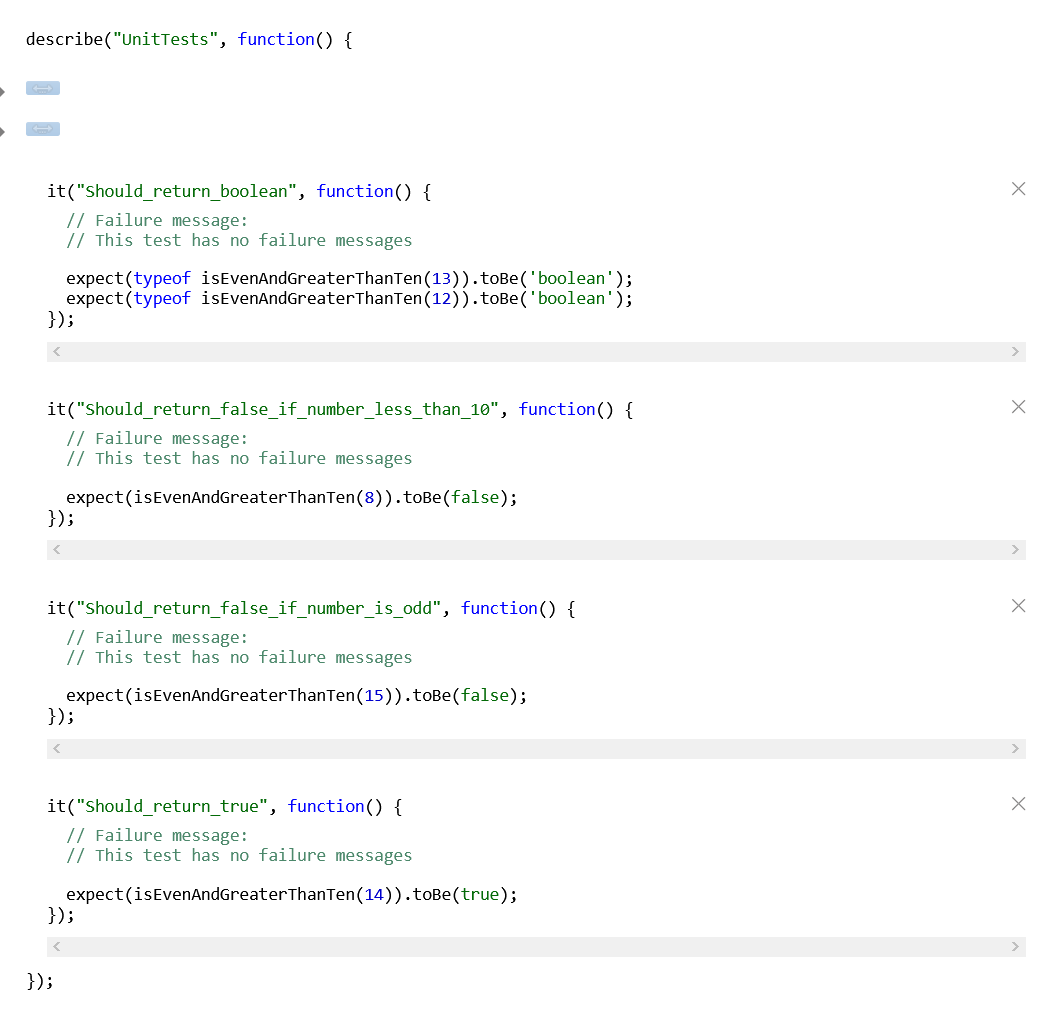 describe("UnitTests", function() {
it("Should_return_boolean", function() {
// Failure message:
// This test has no failure messages
expect(typeof isEvenAndGreaterThanTen(13)).toBe('boolean');
expect(typeof isEvenAndGreaterThanTen(12)).toBe('boolean');
});
it("Should_return_false_if_number_less_than_10", function() {
// Failure message:
// This test has no failure messages
expect(isEvenAndGreaterThanTen(8)).toBe(false);
});
it("Should_return_false_if_number_is_odd", function() {
// Failure message:
// This test has no failure messages
expect(isEvenAndGreaterThanTen(15)).toBe(false);
});
it("Should_return_true", function() {
// Failure message:
// This test has no failure messages
expect(isEvenAndGreaterThanTen(14)).toBe(true);
});
});